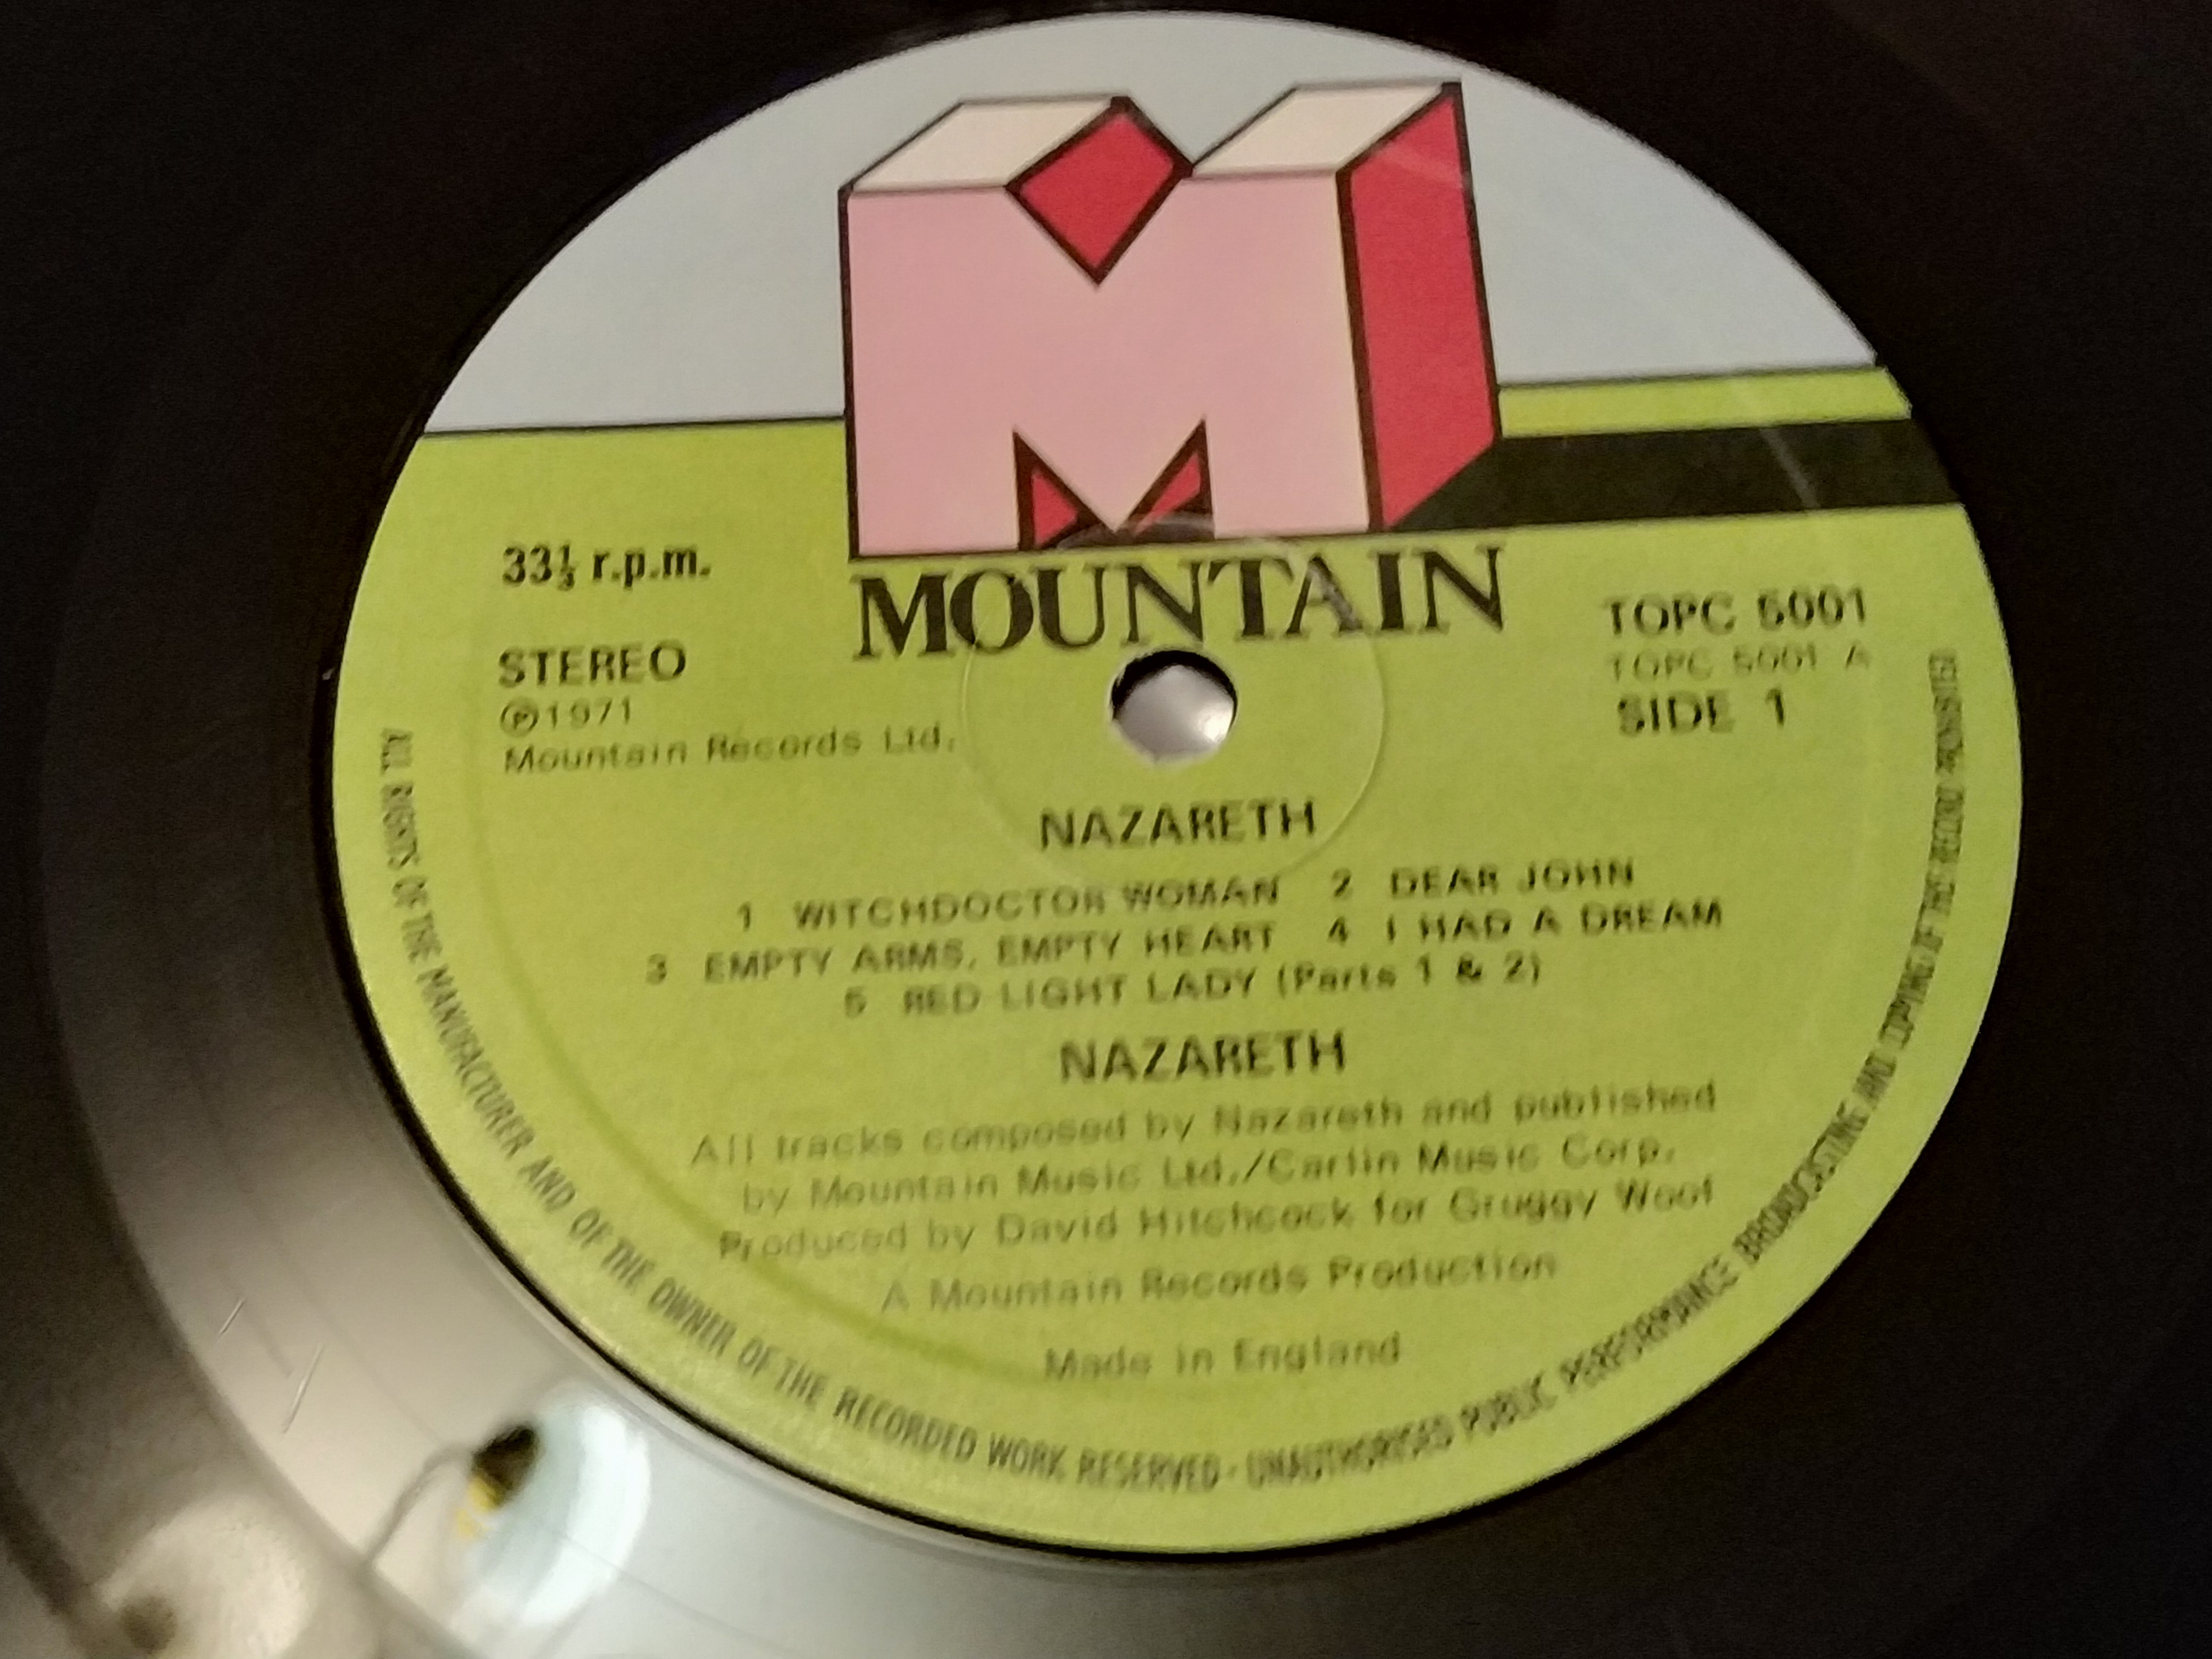 MOUNTAIN
33⅓ r.p.m.
STEREO
Ⓟ1971
Mountain Records Ltd.
TOPC 5001
TOPC 5001 A
SIDE 1
NAZARETH
1 WITCHDOCTOR WOMAN 2 DEAR JOHN
3 EMPTY ARMS, EMPTY HEART 4 I HAD A DREAM
5 RED LIGHT LADY (Parts 1 & 2)
NAZARETH
All tracks composed by Nazareth and published
by Mountain Music Ltd./Carlin Music Corp.
Produced by David Hitchcock for Gruggy Woof
A Mountain Records Production
Made in England
ALL RIGHTS OF THE MANUFACTURER AND OF THE OWNER OF THE RECORDED WORK RESERVED · UNAUTHORISED PUBLIC PERFORMANCE BROADCASTING AND COPYING OF